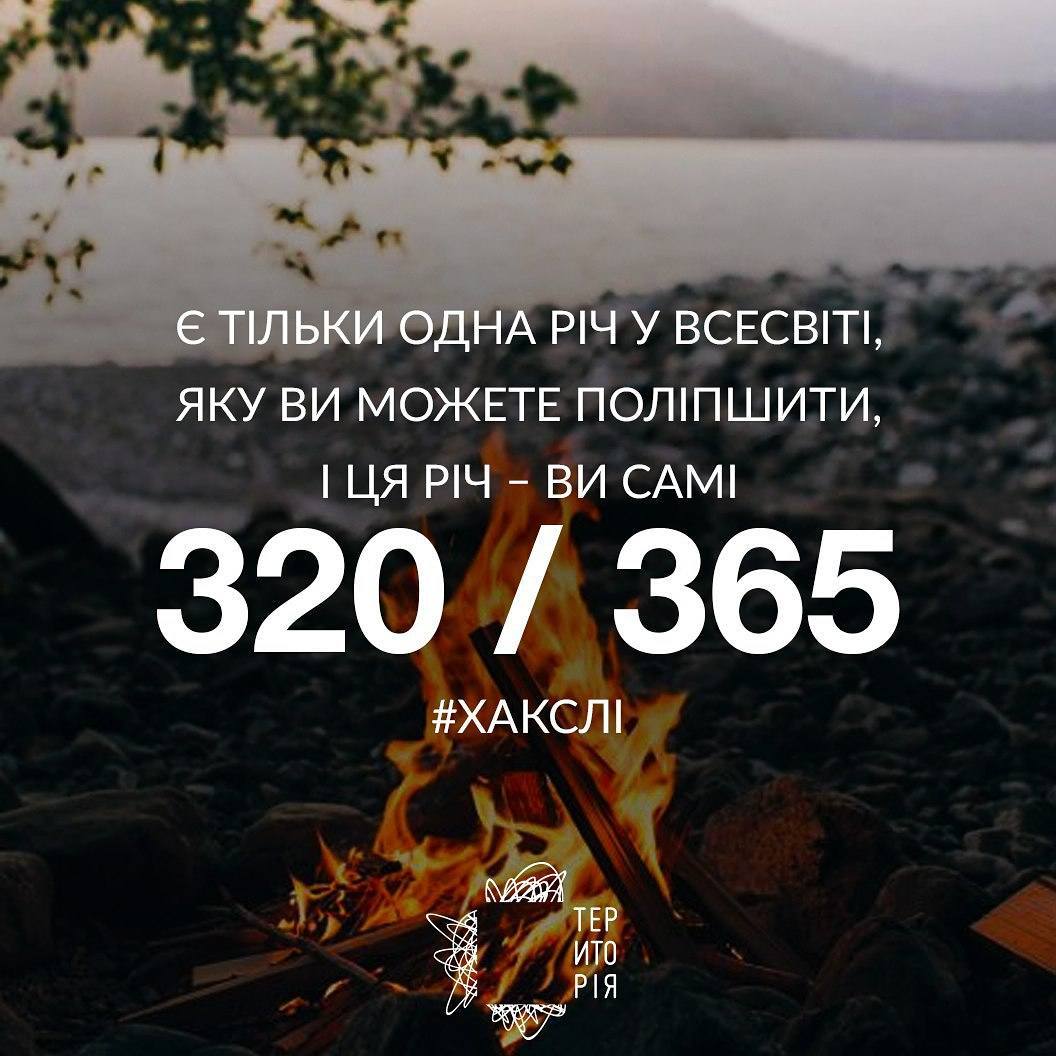 Є ТІЛЬКИ ОДНА РІЧ У ВСЕСВІТІ,
ЯКУ ВИ МОЖЕТЕ ПОЛІПШИТИ,
І ЦЯ РІЧ – ВИ САМІ
320 / 365
#ХАКСЛІ
ТЕР
ИТО
РІЯ